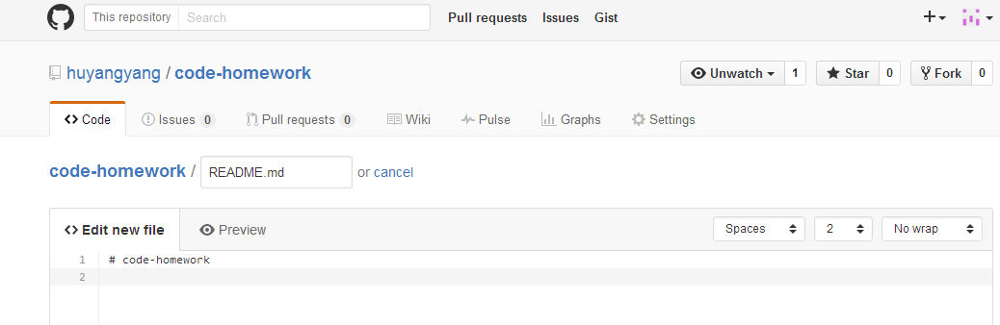 This repository Search Pull requests Issues Gist
huyangyang / code-homework Unwatch 1 Star 0 Fork 0
Code Issues 0 Pull requests 0 Wiki Pulse Graphs Settings
code-homework / README.md or cancel
Edit new file Preview Spaces 2 No wrap
1 # code-homework
2